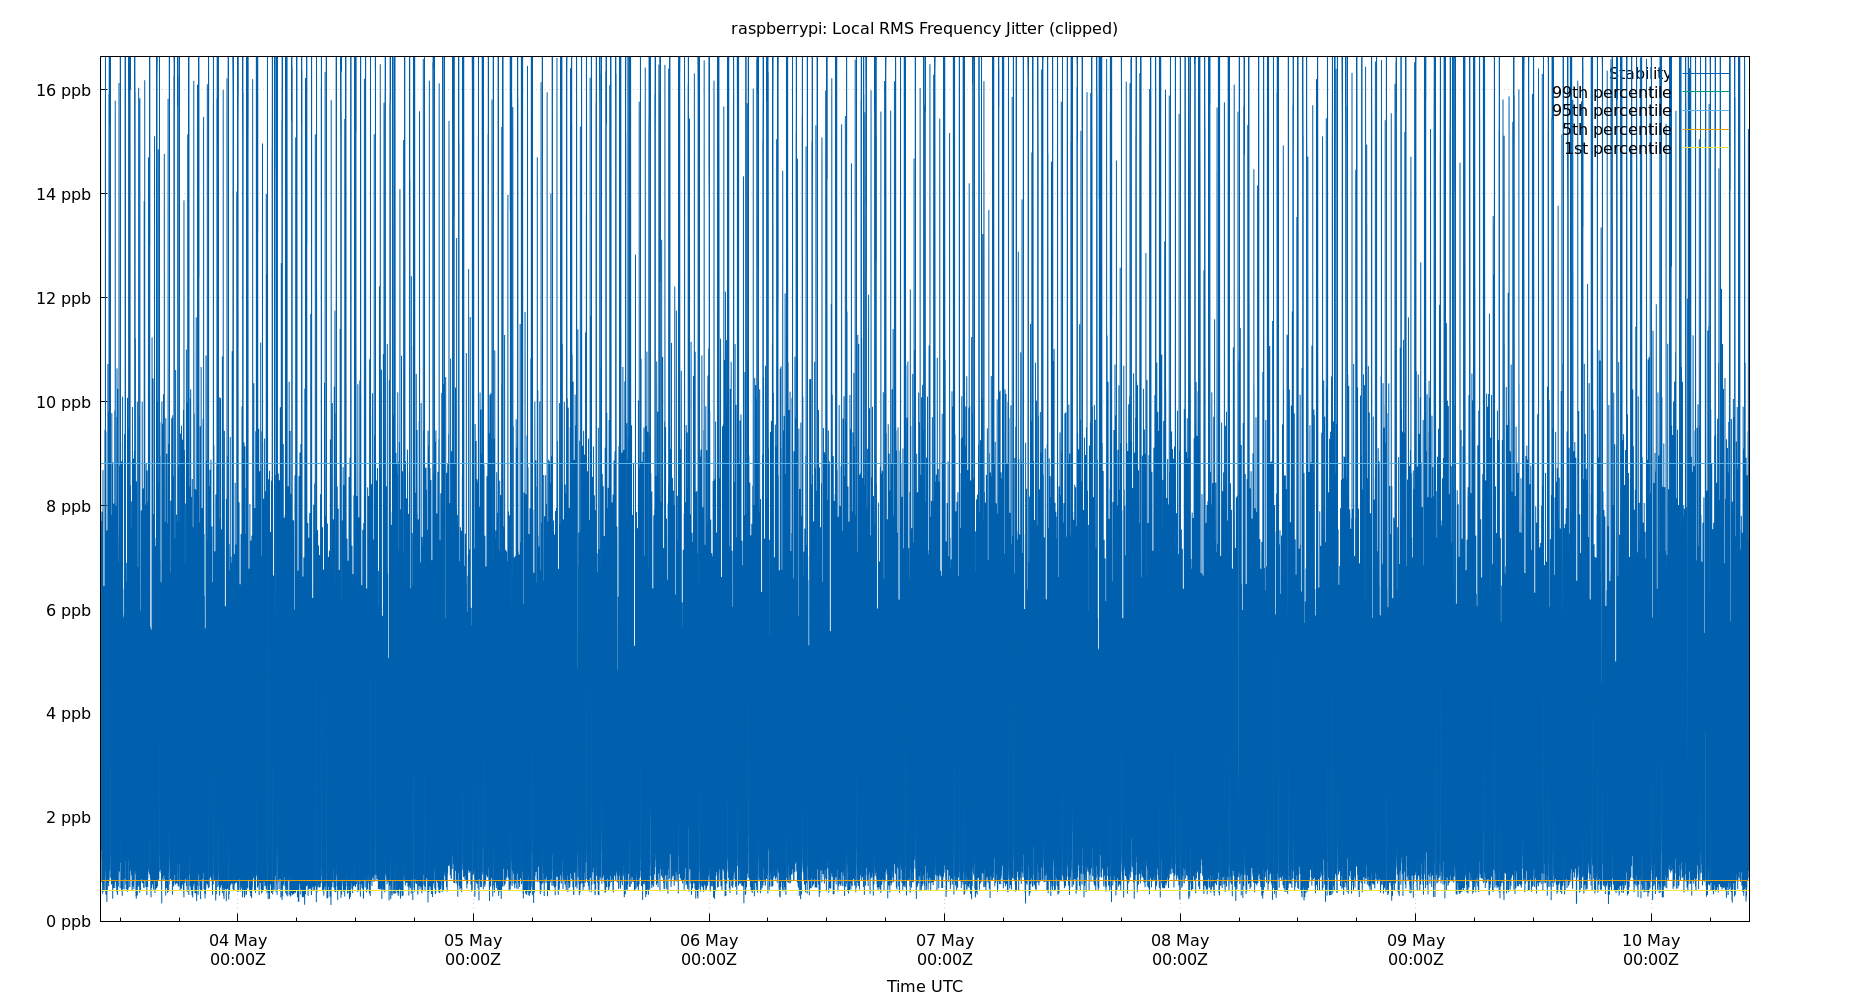 raspberrypi: Local RMS Frequency Jitter (clipped)
Stability
99th percentile
95th percentile
5th percentile
1st percentile
16 ppb
14 ppb
12 ppb
10 ppb
8 ppb
6 ppb
4 ppb
2 ppb
0 ppb
04 May 05 May 06 May 07 May 08 May 09 May 10 May
00:00Z 00:00Z 00:00Z 00:00Z 00:00Z 00:00Z 00:00Z
Time UTC